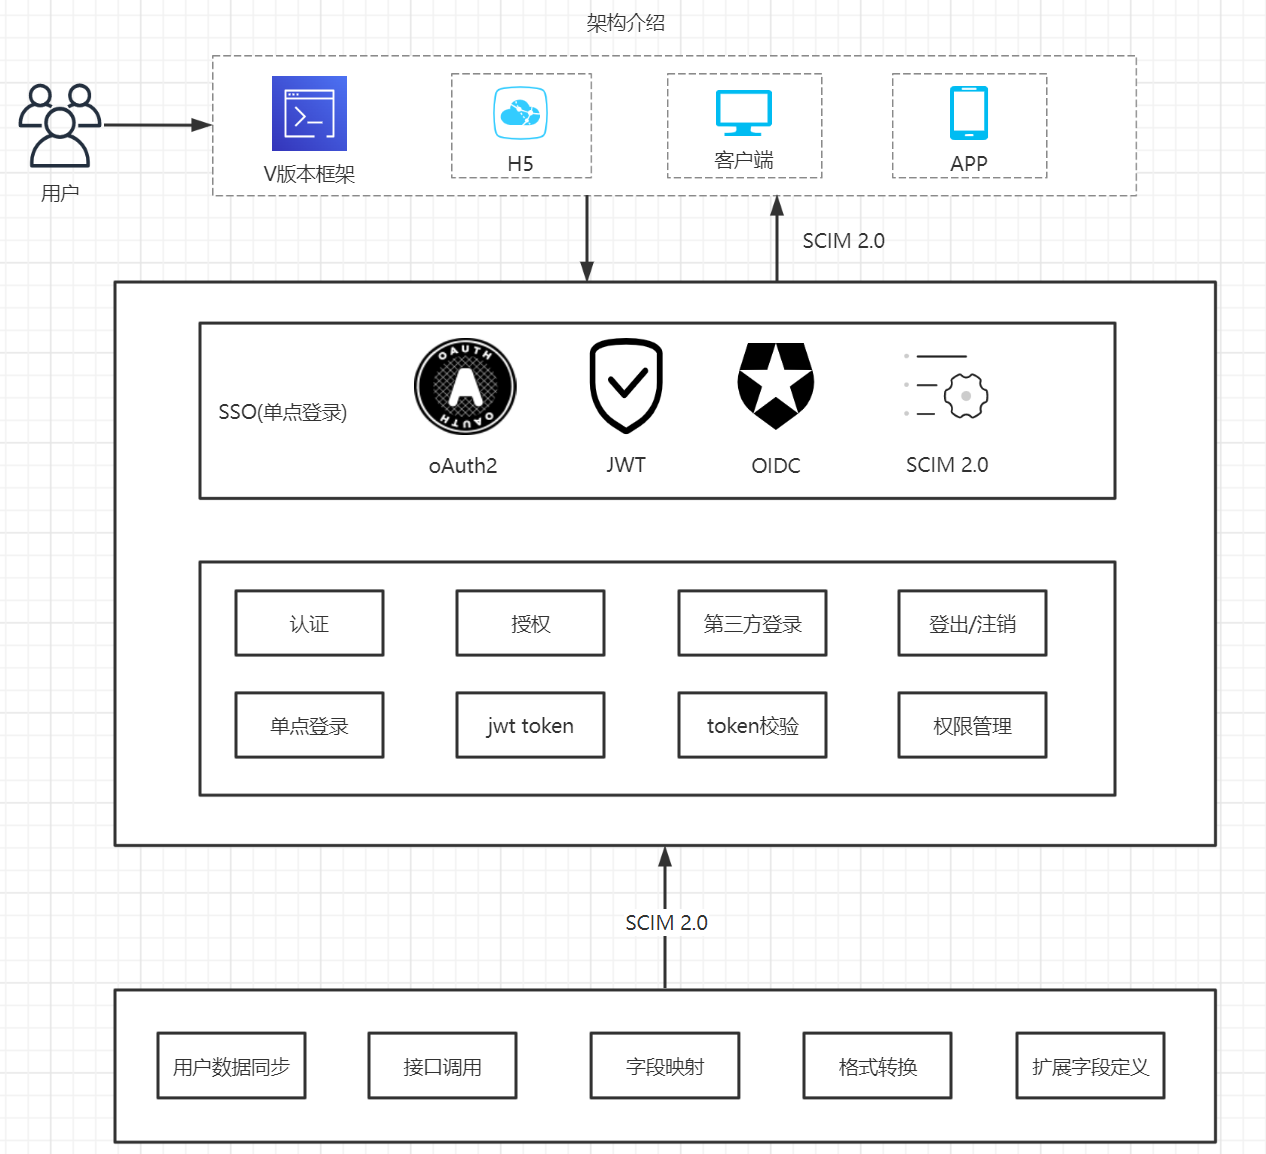 架构介绍
用户
V版本框架
H5
客户端
APP
SCIM 2.0
SSO(单点登录)
OAUTH
A
OAUTH
oAuth2
JWT
OIDC
SCIM 2.0
认证
授权
第三方登录
登出/注销
单点登录
jwt token
token校验
权限管理
SCIM 2.0
用户数据同步
接口调用
字段映射
格式转换
扩展字段定义